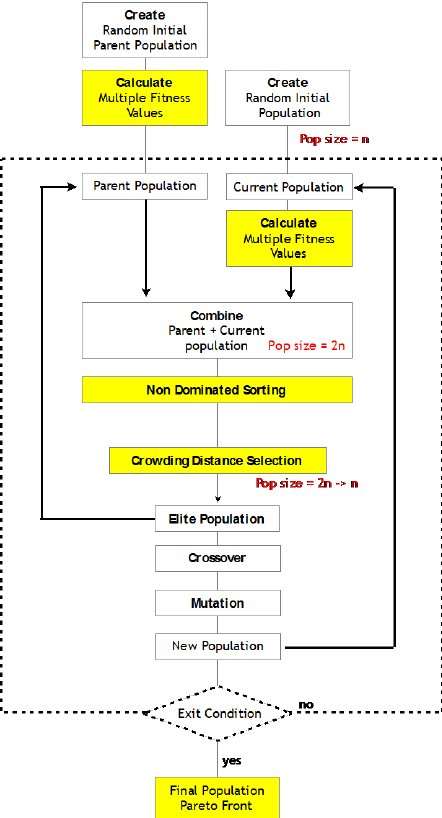 Create
Random Initial
Parent Population
Calculate
Multiple Fitness
Values
Create
Random Initial
Population
Pop size = n
Parent Population
Current Population
Calculate
Multiple Fitness
Values
Combine
Parent + Current
population
Pop size = 2n
Non Dominated Sorting
Crowding Distance Selection
Pop size = 2n -> n
Elite Population
Crossover
Mutation
New Population
Exit Condition
no
yes
Final Population
Pareto Front